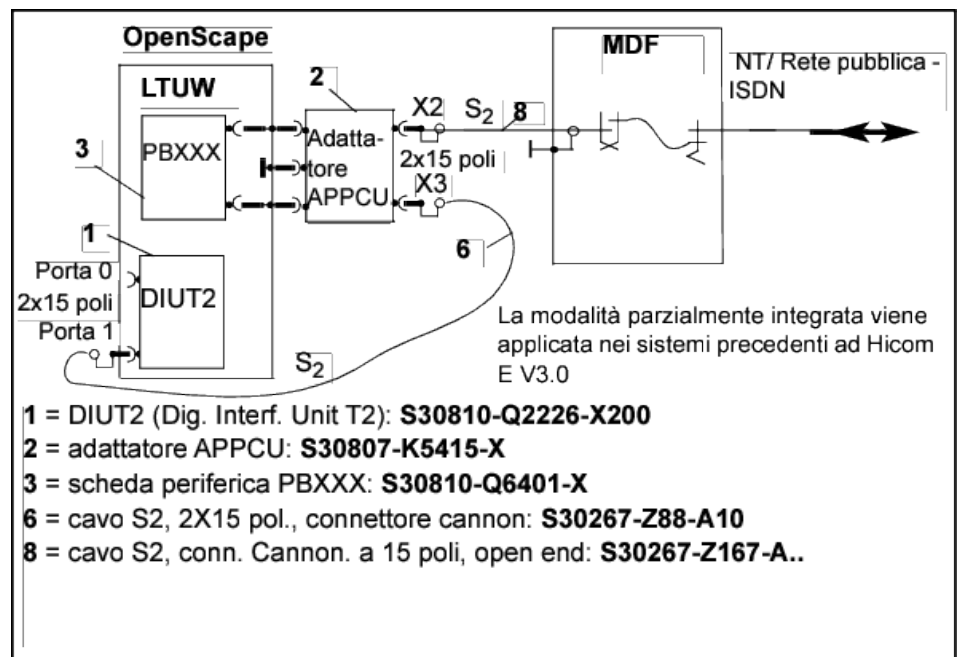 OpenScape
MDF
NT/ Rete pubblica -
ISDN
LTUW
2
X2
S2
8
3
PBXXX
Adatta-
tore
APPCU
2x15 poli
X3
1
6
Porta 0
2x15 poli
DIUT2
Porta 1
S2
La modalità parzialmente integrata viene
applicata nei sistemi precedenti ad Hicom
E V3.0
1 = DIUT2 (Dig. Interf. Unit T2): S30810-Q2226-X200
2 = adattatore APPCU: S30807-K5415-X
3 = scheda periferica PBXXX: S30810-Q6401-X
6 = cavo S2, 2X15 pol., connettore cannon: S30267-Z88-A10
8 = cavo S2, conn. Cannon. a 15 poli, open end: S30267-Z167-A..